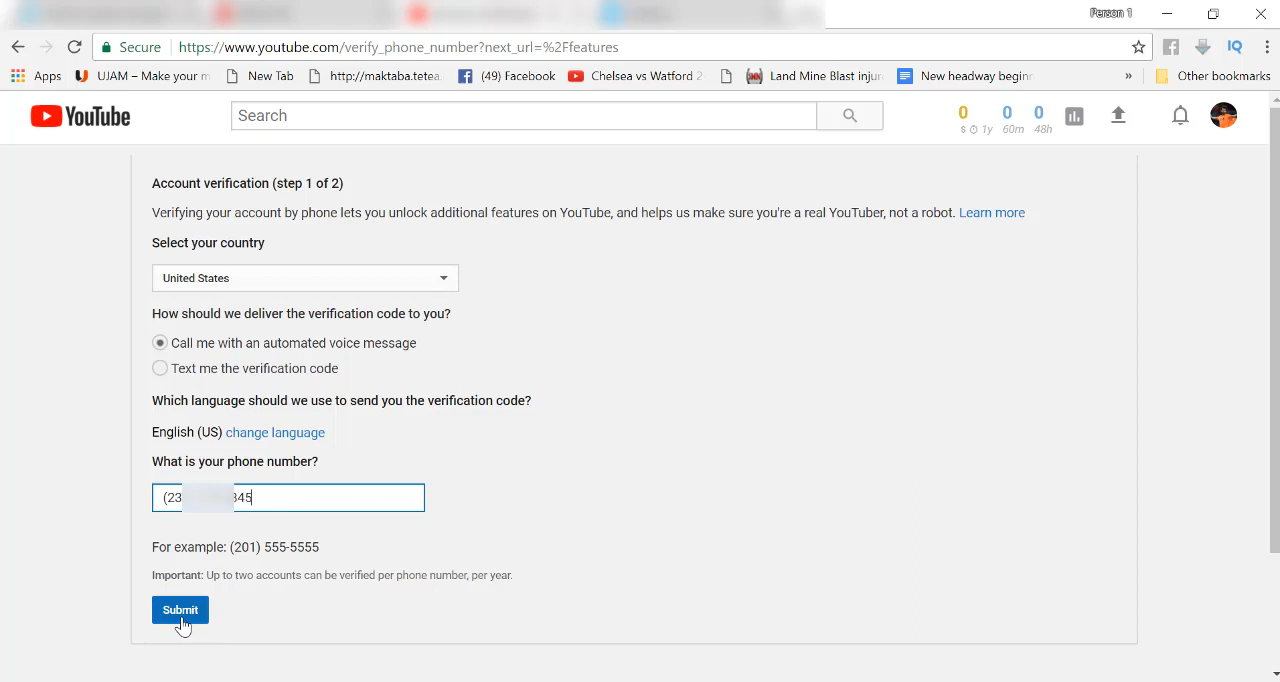 Person 1
Secure https://www.youtube.com/verify_phone_number?next_url=%2Ffeatures
Apps UJAM – Make your m New Tab http://maktaba.tetea. (49) Facebook Chelsea vs Watford 2 Land Mine Blast injur New headway beginn » Other bookmarks
YouTube Search 0 0 0
$ 1y 60m 48h
Account verification (step 1 of 2)
Verifying your account by phone lets you unlock additional features on YouTube, and helps us make sure you're a real YouTuber, not a robot. Learn more
Select your country
United States
How should we deliver the verification code to you?
Call me with an automated voice message
Text me the verification code
Which language should we use to send you the verification code?
English (US) change language
What is your phone number?
(23 345
For example: (201) 555-5555
Important: Up to two accounts can be verified per phone number, per year.
Submit